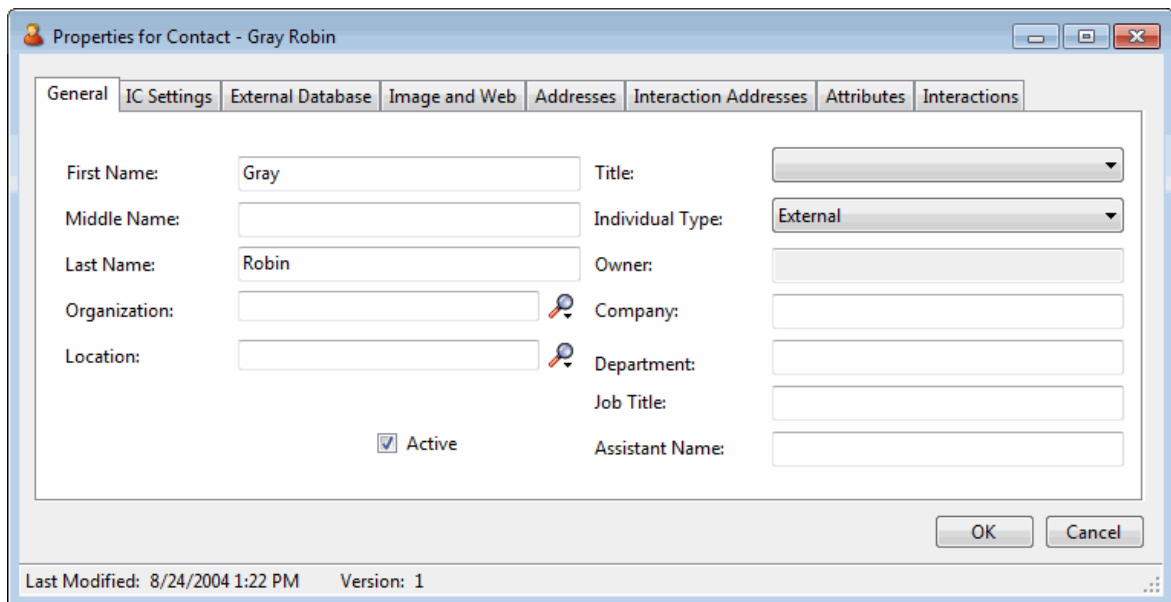 Properties for Contact - Gray Robin
General IC Settings External Database Image and Web Addresses Interaction Addresses Attributes Interactions
First Name: Gray Title:
Middle Name: Individual Type: External
Last Name: Robin Owner:
Organization: Company:
Location: Department:
Job Title:
Active Assistant Name:
OK Cancel
Last Modified: 8/24/2004 1:22 PM Version: 1